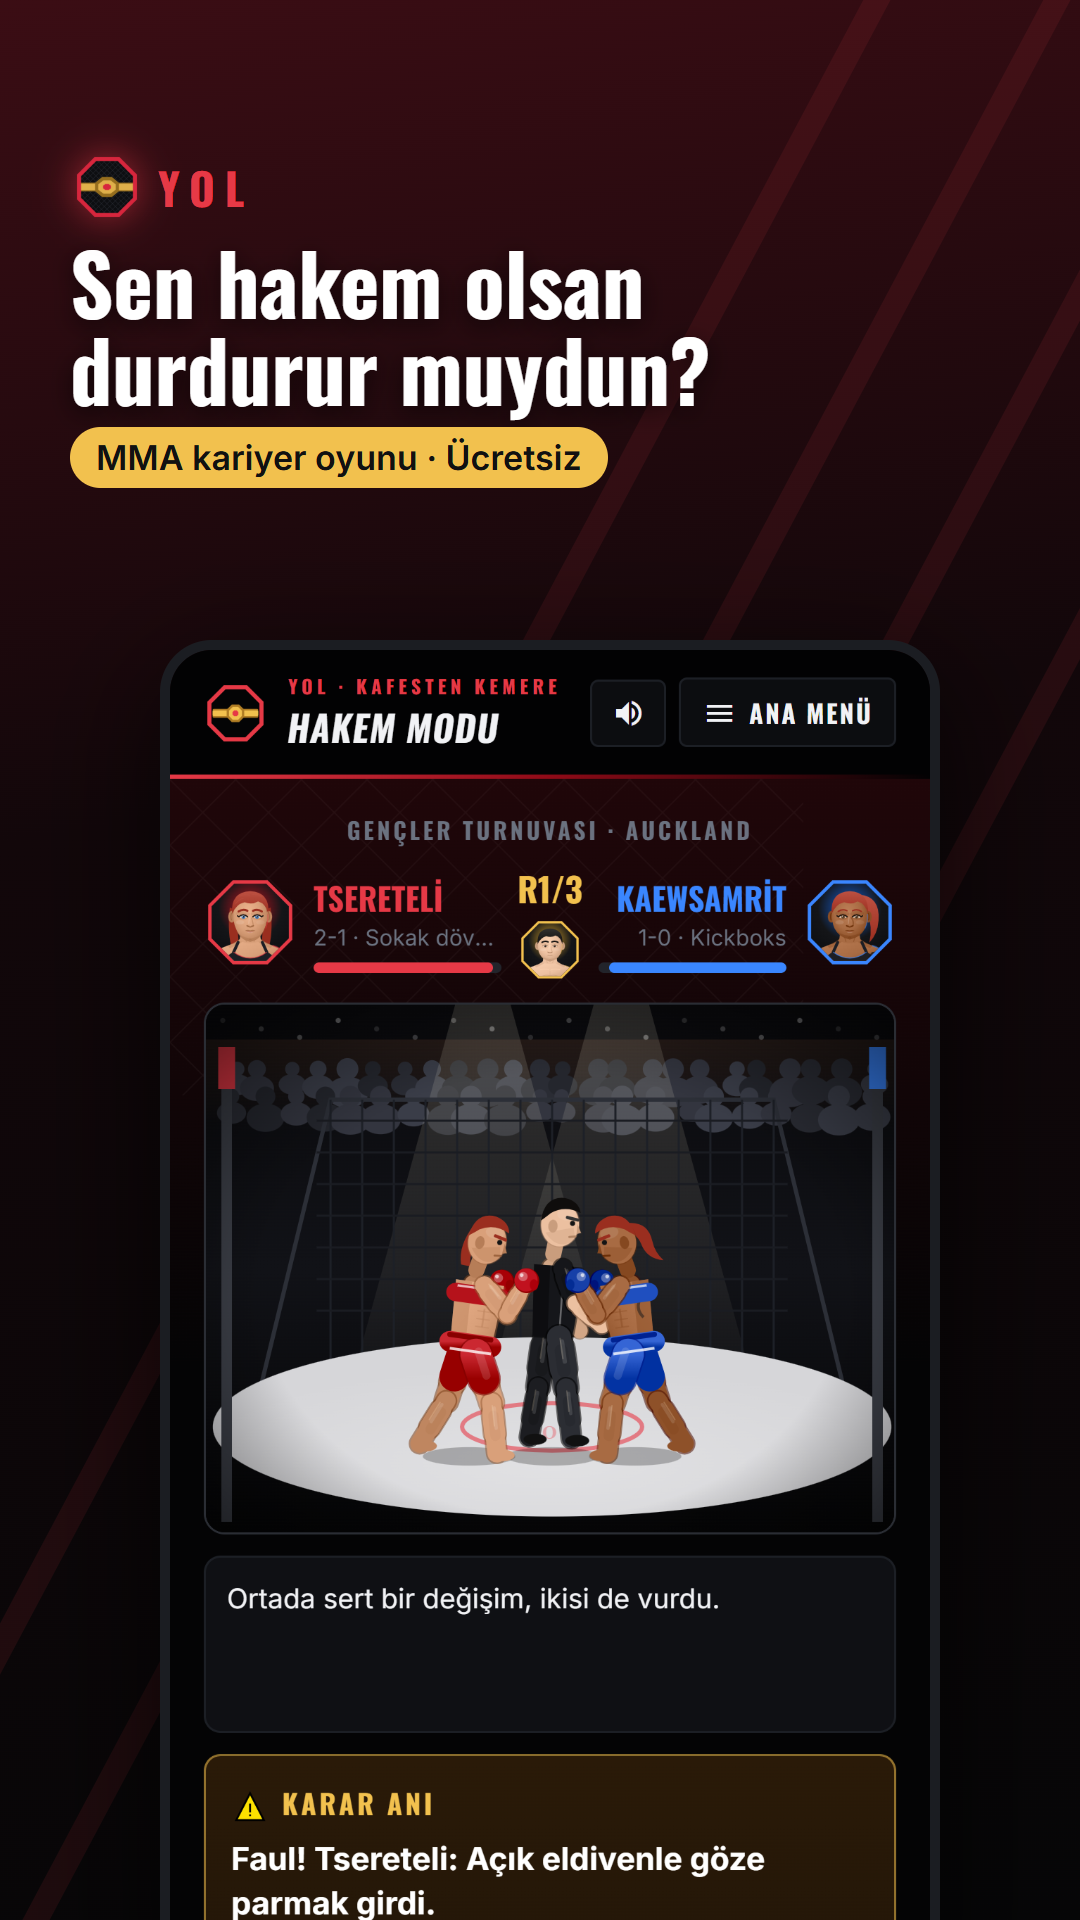 YOL
Sen hakem olsan
durdurur muydun?
MMA kariyer oyunu · Ücretsiz
YOL · KAFESTEN KEMERE
HAKEM MODU
ANA MENÜ
GENÇLER TURNUVASI · AUCKLAND
TSERETELİ
R1/3
KAEWSAMRİT
2-1 · Sokak döv...
1-0 · Kickboks
Ortada sert bir değişim, ikisi de vurdu.
KARAR ANI
Faul! Tsereteli: Açık eldivenle göze
parmak girdi.